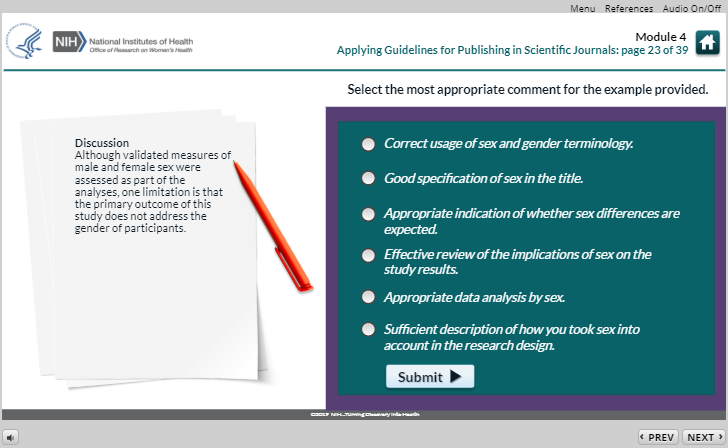 Menu References Audio On/Off
NIH National Institutes of Health
Office of Research on Women's Health
Module 4
Applying Guidelines for Publishing in Scientific Journals: page 23 of 39
Select the most appropriate comment for the example provided.
Discussion
Although validated measures of
male and female sex were
assessed as part of the
analyses, one limitation is that
the primary outcome of this
study does not address the
gender of participants.
Correct usage of sex and gender terminology.
Good specification of sex in the title.
Appropriate indication of whether sex differences are
expected.
Effective review of the implications of sex on the
study results.
Appropriate data analysis by sex.
Sufficient description of how you took sex into
account in the research design.
Submit
NIH...Turning Discovery Into Health
PREV NEXT